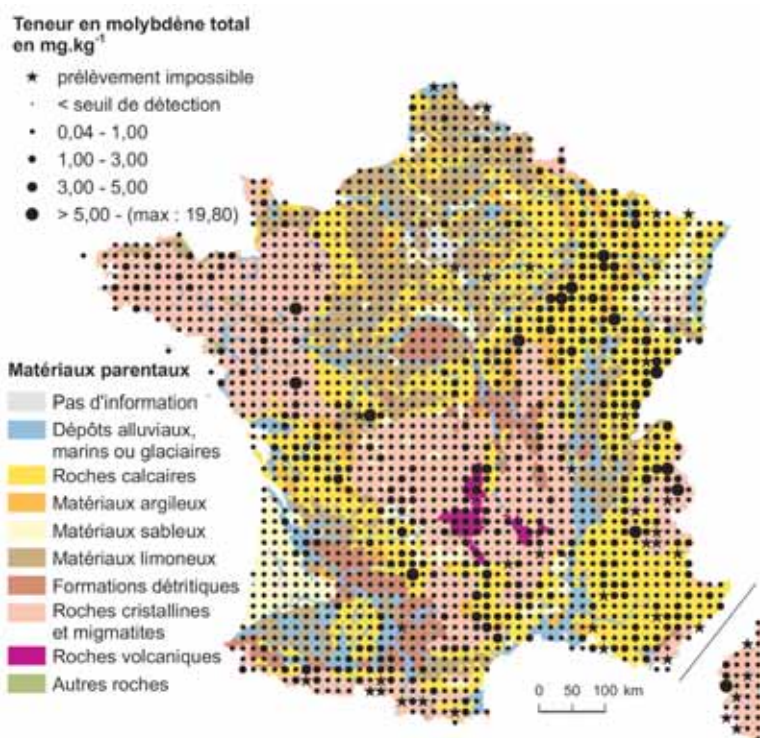 Teneur en molybdène total
en mg.kg⁻¹
prélèvement impossible
< seuil de détection
0,04 - 1,00
1,00 - 3,00
3,00 - 5,00
> 5,00 - (max : 19,80)
Matériaux parentaux
Pas d'information
Dépôts alluviaux,
marins ou glaciaires
Roches calcaires
Matériaux argileux
Matériaux sableux
Matériaux limoneux
Formations détritiques
Roches cristallines
et migmatites
Roches volcaniques
Autres roches
0 50 100 km